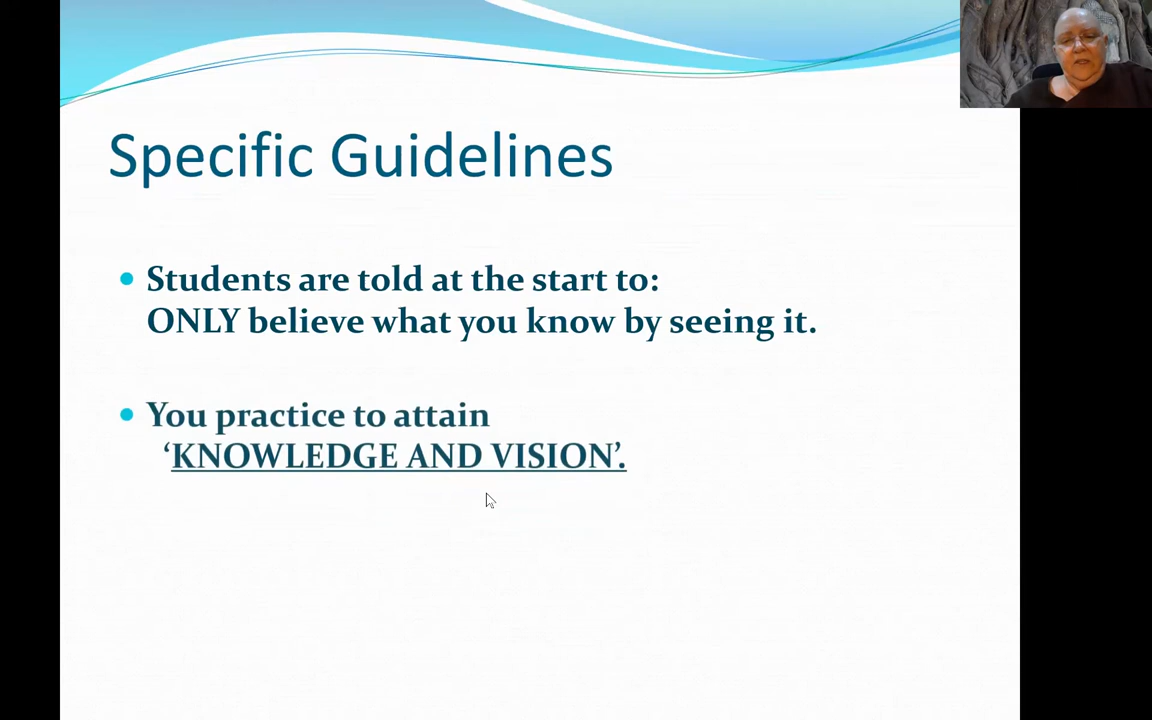 Specific Guidelines
Students are told at the start to:
ONLY believe what you know by seeing it.
You practice to attain
‘KNOWLEDGE AND VISION’.